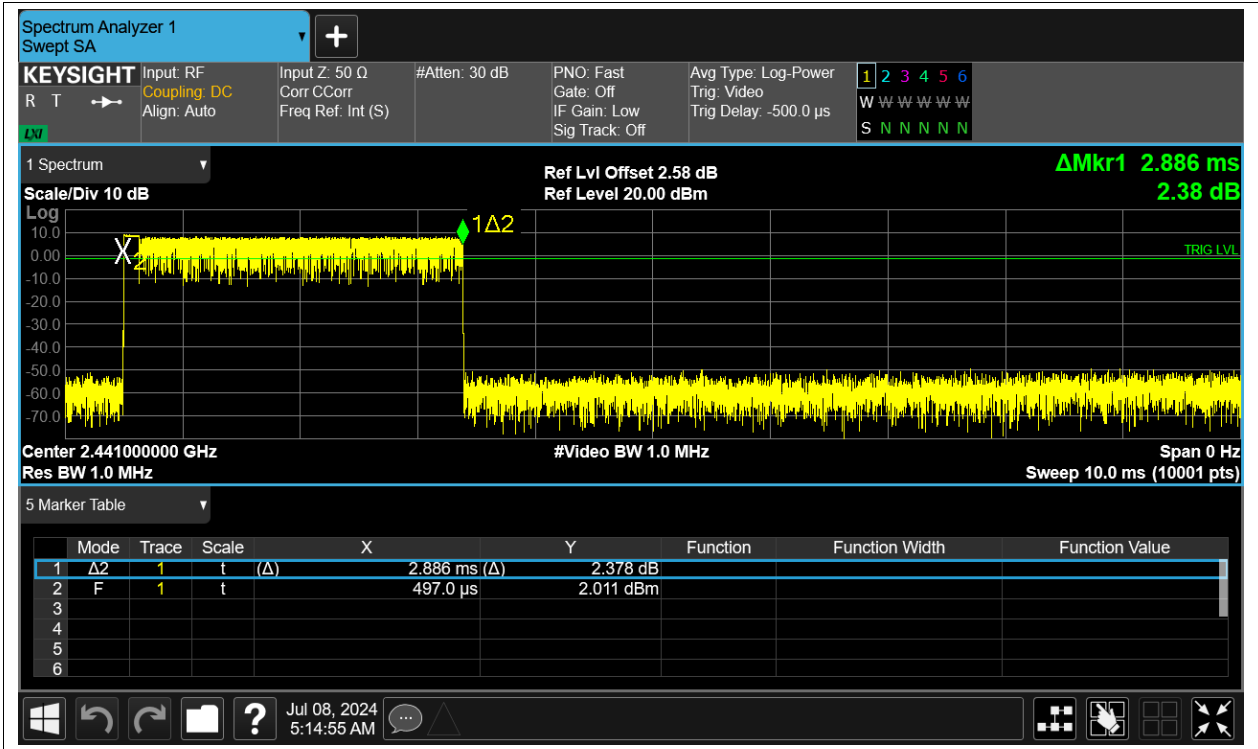 Spectrum Analyzer 1
Swept SA
KEYSIGHT
R T
LXI
Input: RF
Coupling: DC
Align: Auto
Input Z: 50 Ω
Corr CCorr
Freq Ref: Int (S)
#Atten: 30 dB
PNO: Fast
Gate: Off
IF Gain: Low
Sig Track: Off
Avg Type: Log-Power
Trig: Video
Trig Delay: -500.0 µs
1 2 3 4 5 6
W W W W W W
S N N N N N
1 Spectrum
Scale/Div 10 dB
Ref Lvl Offset 2.58 dB
Ref Level 20.00 dBm
ΔMkr1 2.886 ms
2.38 dB
Log
10.0
0.00
-10.0
-20.0
-30.0
-40.0
-50.0
-60.0
-70.0
X
2
1Δ2
TRIG LVL
Center 2.441000000 GHz
#Video BW 1.0 MHz
Span 0 Hz
Res BW 1.0 MHz
Sweep 10.0 ms (10001 pts)
5 Marker Table
Mode Trace Scale X Y Function Function Width Function Value
1 Δ2 1 t (Δ) 2.886 ms (Δ) 2.378 dB
2 F 1 t 497.0 µs 2.011 dBm
3
4
5
6
?
Jul 08, 2024
5:14:55 AM